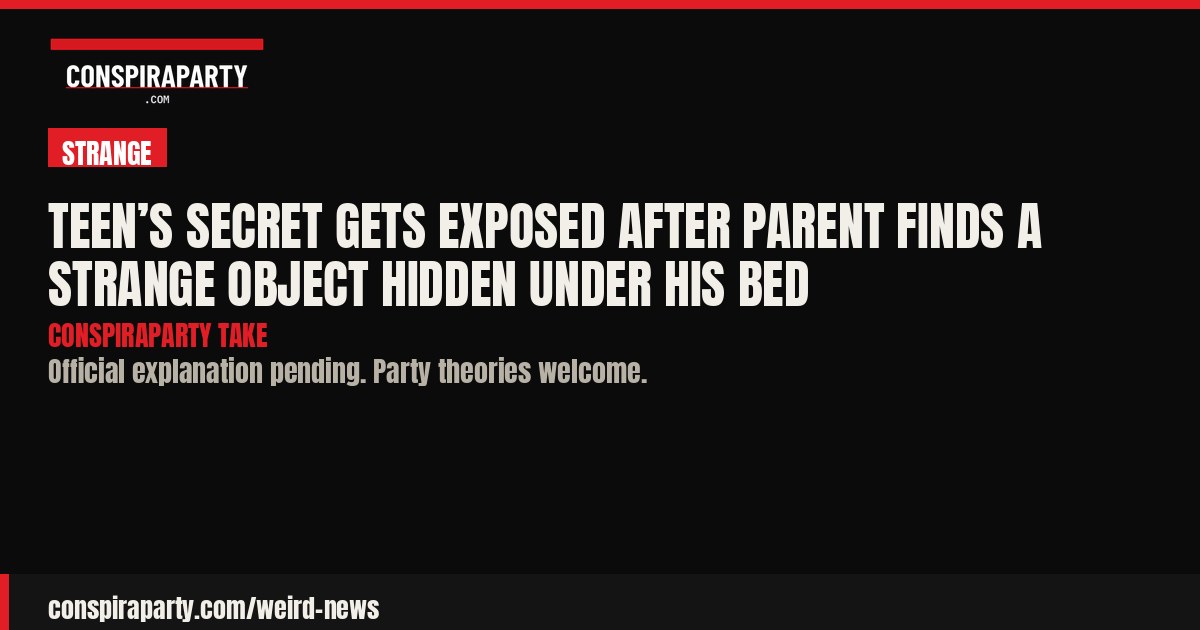 CONSPIRAPARTY
.COM
STRANGE
TEEN’S SECRET GETS EXPOSED AFTER PARENT FINDS A
STRANGE OBJECT HIDDEN UNDER HIS BED
CONSPIRAPARTY TAKE
Official explanation pending. Party theories welcome.
conspiraparty.com/weird-news